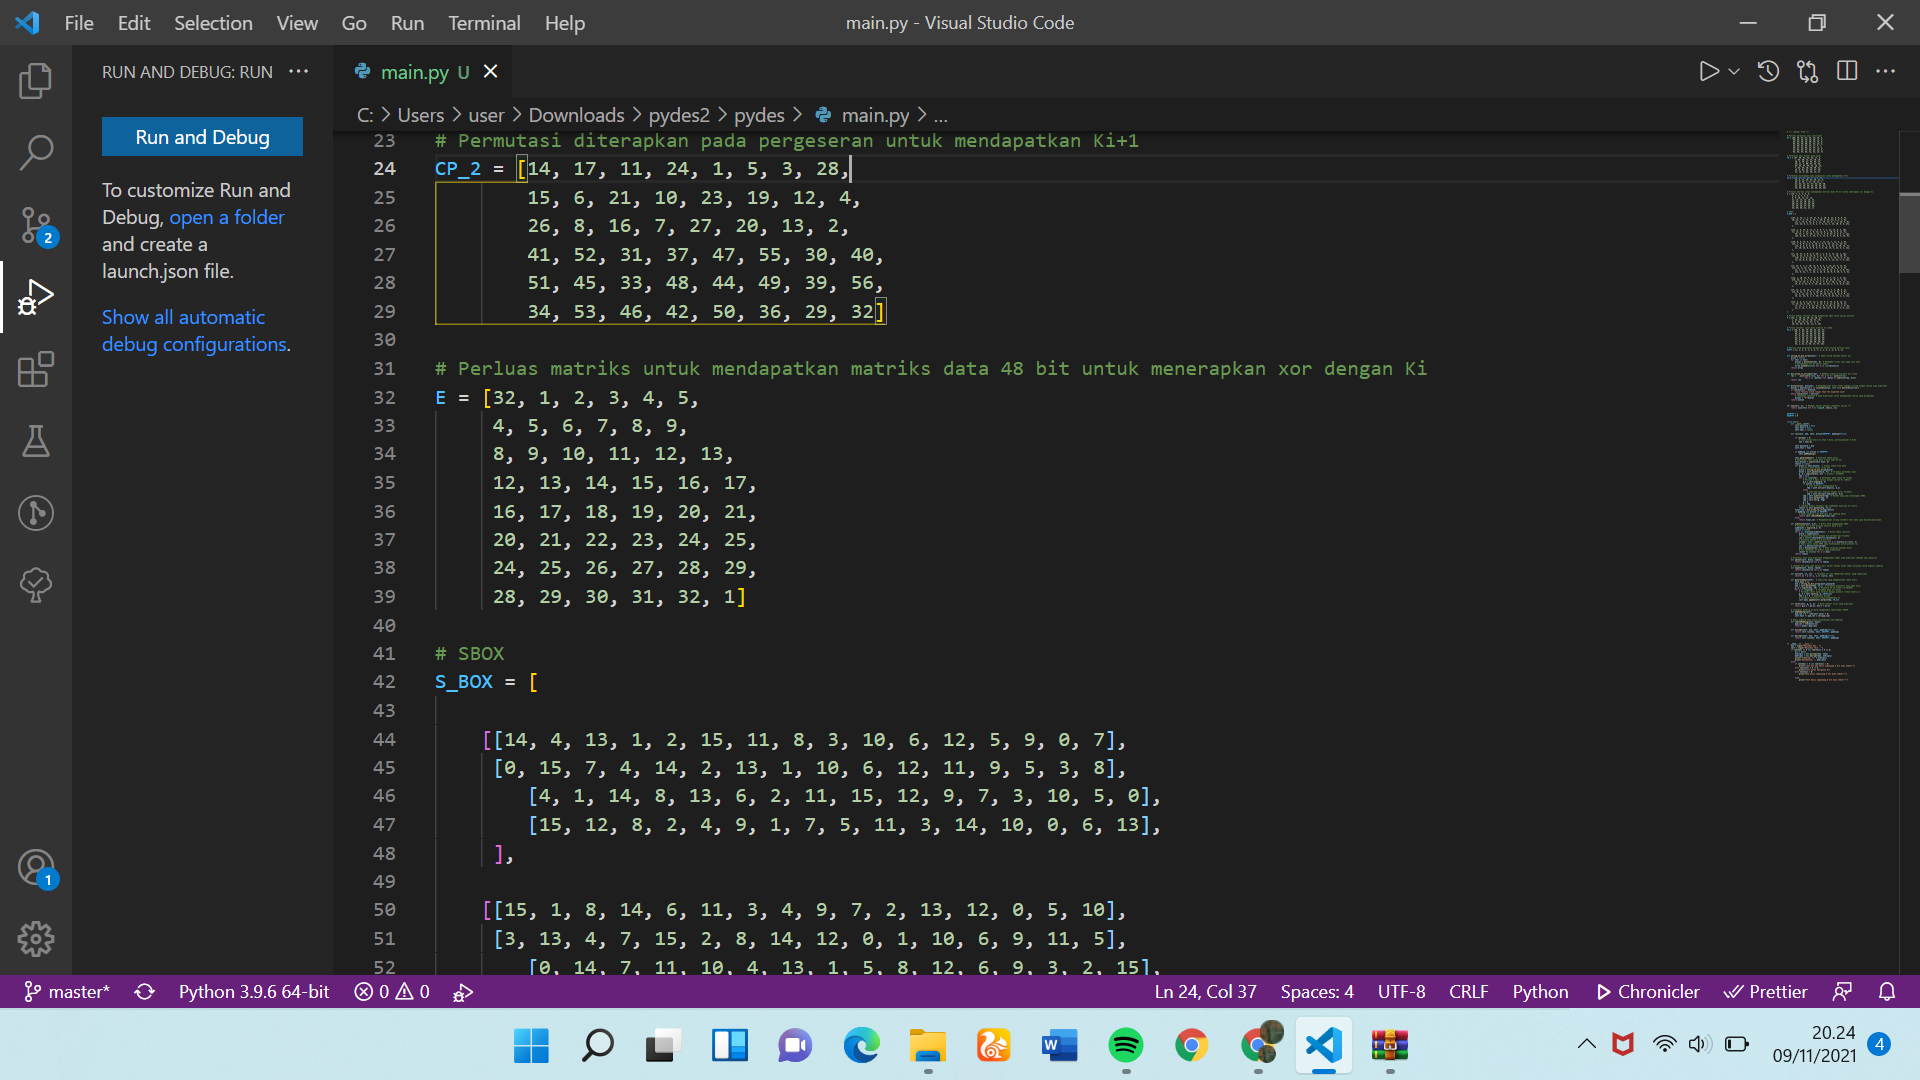 File Edit Selection View Go Run Terminal Help
main.py - Visual Studio Code
RUN AND DEBUG: RUN ...
main.py U
Run and Debug
To customize Run and
Debug, open a folder
and create a
launch.json file.
Show all automatic
debug configurations.
C: > Users > user > Downloads > pydes2 > pydes > main.py > ...
23 # Permutasi diterapkan pada pergeseran untuk mendapatkan Ki+1
24 CP_2 = [14, 17, 11, 24, 1, 5, 3, 28,
25 15, 6, 21, 10, 23, 19, 12, 4,
26 26, 8, 16, 7, 27, 20, 13, 2,
27 41, 52, 31, 37, 47, 55, 30, 40,
28 51, 45, 33, 48, 44, 49, 39, 56,
29 34, 53, 46, 42, 50, 36, 29, 32]
30
31 # Perluas matriks untuk mendapatkan matriks data 48 bit untuk menerapkan xor dengan Ki
32 E = [32, 1, 2, 3, 4, 5,
33 4, 5, 6, 7, 8, 9,
34 8, 9, 10, 11, 12, 13,
35 12, 13, 14, 15, 16, 17,
36 16, 17, 18, 19, 20, 21,
37 20, 21, 22, 23, 24, 25,
38 24, 25, 26, 27, 28, 29,
39 28, 29, 30, 31, 32, 1]
40
41 # SBOX
42 S_BOX = [
43
44 [[14, 4, 13, 1, 2, 15, 11, 8, 3, 10, 6, 12, 5, 9, 0, 7],
45 [0, 15, 7, 4, 14, 2, 13, 1, 10, 6, 12, 11, 9, 5, 3, 8],
46 [4, 1, 14, 8, 13, 6, 2, 11, 15, 12, 9, 7, 3, 10, 5, 0],
47 [15, 12, 8, 2, 4, 9, 1, 7, 5, 11, 3, 14, 10, 0, 6, 13],
48 ],
49
50 [[15, 1, 8, 14, 6, 11, 3, 4, 9, 7, 2, 13, 12, 0, 5, 10],
51 [3, 13, 4, 7, 15, 2, 8, 14, 12, 0, 1, 10, 6, 9, 11, 5],
52 [0, 14, 7, 11, 10, 4, 13, 1, 5, 8, 12, 6, 9, 3, 2, 15],
2
1
master* Python 3.9.6 64-bit 0 0 Ln 24, Col 37 Spaces: 4 UTF-8 CRLF Python Chronicler Prettier
W
20.24
09/11/2021
4